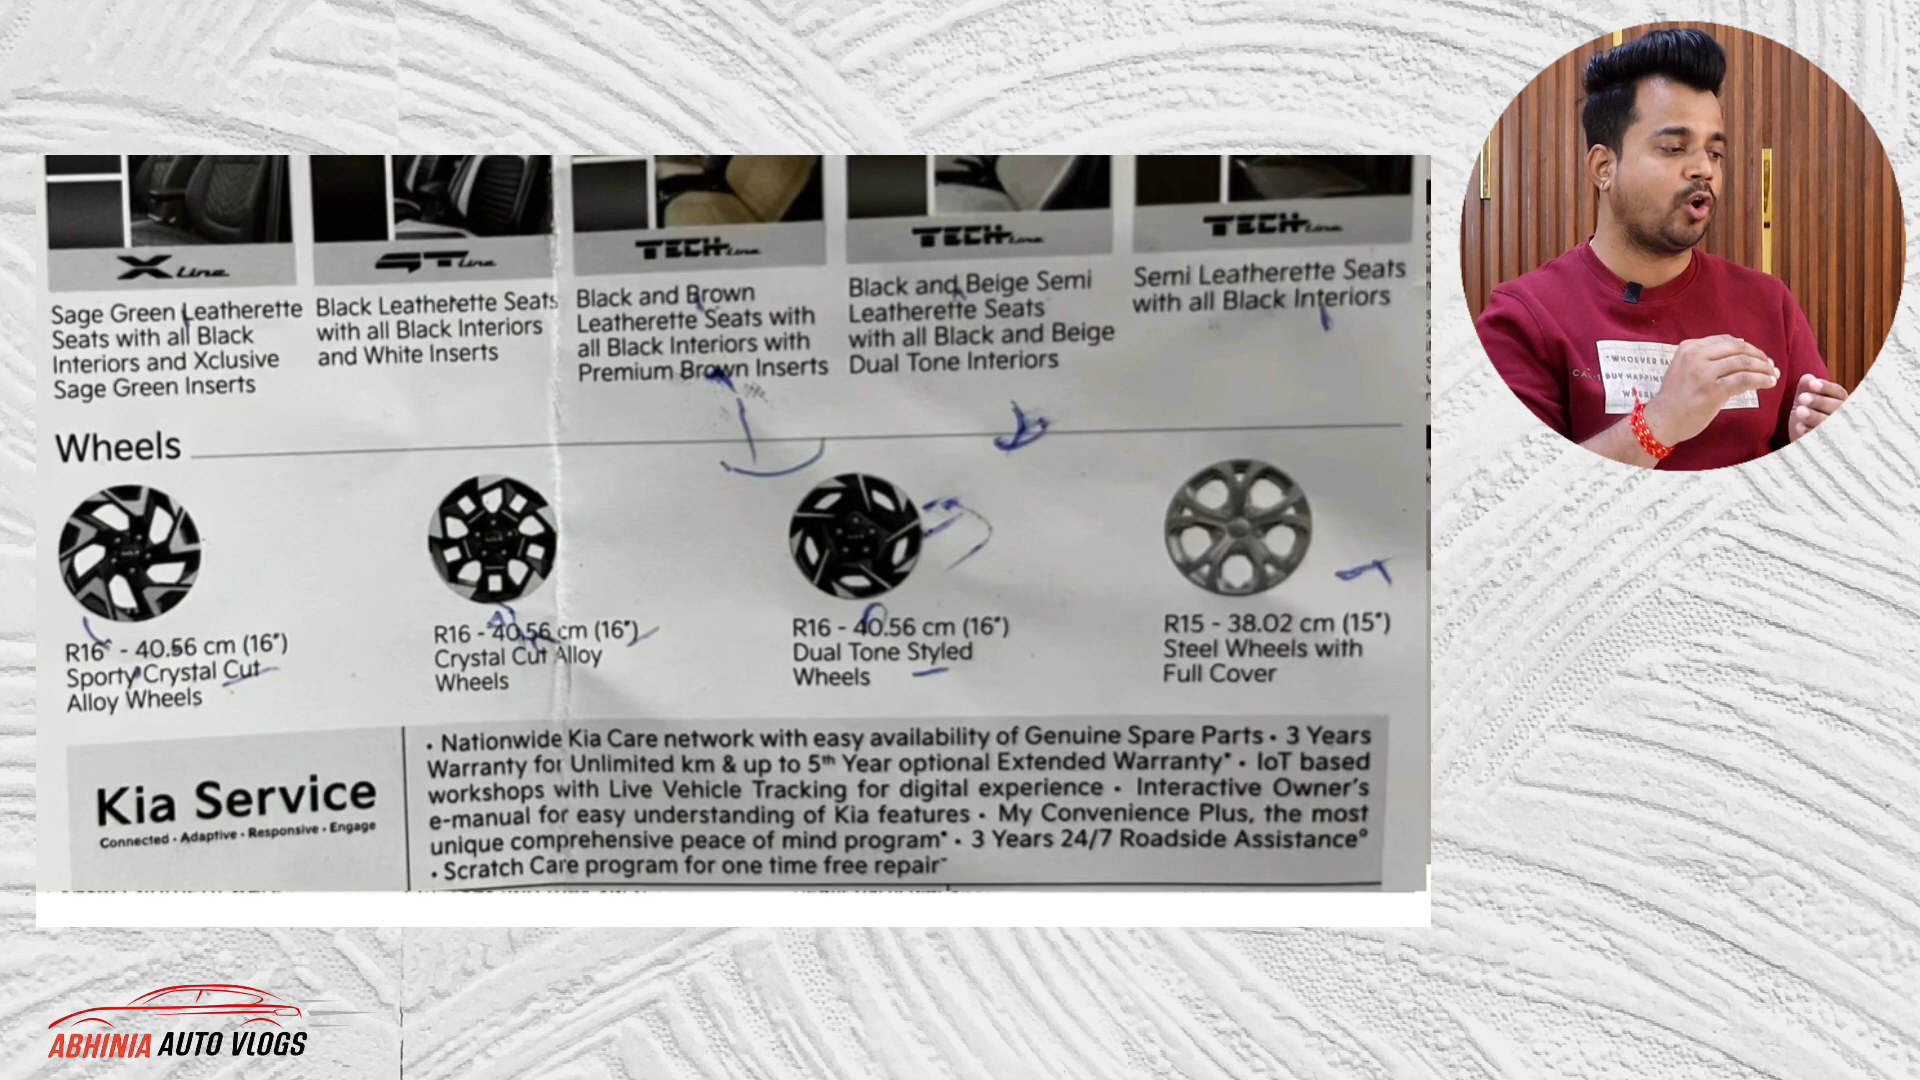 X Line
GT Line
TECH Line
TECH Line
TECH Line
Sage Green Leatherette
Seats with all Black
Interiors and Xclusive
Sage Green Inserts
Black Leatherette Seats
with all Black Interiors
and White Inserts
Black and Brown
Leatherette Seats with
all Black Interiors with
Premium Brown Inserts
Black and Beige Semi
Leatherette Seats
with all Black and Beige
Dual Tone Interiors
Semi Leatherette Seats
with all Black Interiors
Wheels
R16 - 40.56 cm (16")
Sporty Crystal Cut
Alloy Wheels
R16 - 40.56 cm (16")
Crystal Cut Alloy
Wheels
R16 - 40.56 cm (16")
Dual Tone Styled
Wheels
R15 - 38.02 cm (15")
Steel Wheels with
Full Cover
Kia Service
Connected • Adaptive • Responsive • Engage
• Nationwide Kia Care network with easy availability of Genuine Spare Parts • 3 Years
Warranty for Unlimited km & up to 5th Year optional Extended Warranty* • IoT based
workshops with Live Vehicle Tracking for digital experience • Interactive Owner's
e-manual for easy understanding of Kia features • My Convenience Plus, the most
unique comprehensive peace of mind program* • 3 Years 24/7 Roadside Assistance°
• Scratch Care program for one time free repair~
"WHOEVER SA
CAN'T BUY HAPPINE
ABHINIA AUTO VLOGS